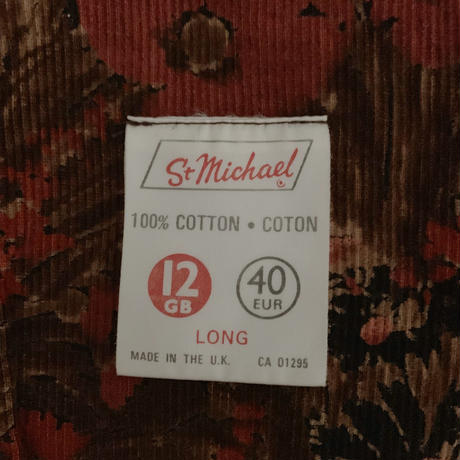 St Michael ®
100% COTTON • COTON
12 GB
40 EUR
LONG
MADE IN THE U.K. CA 01295